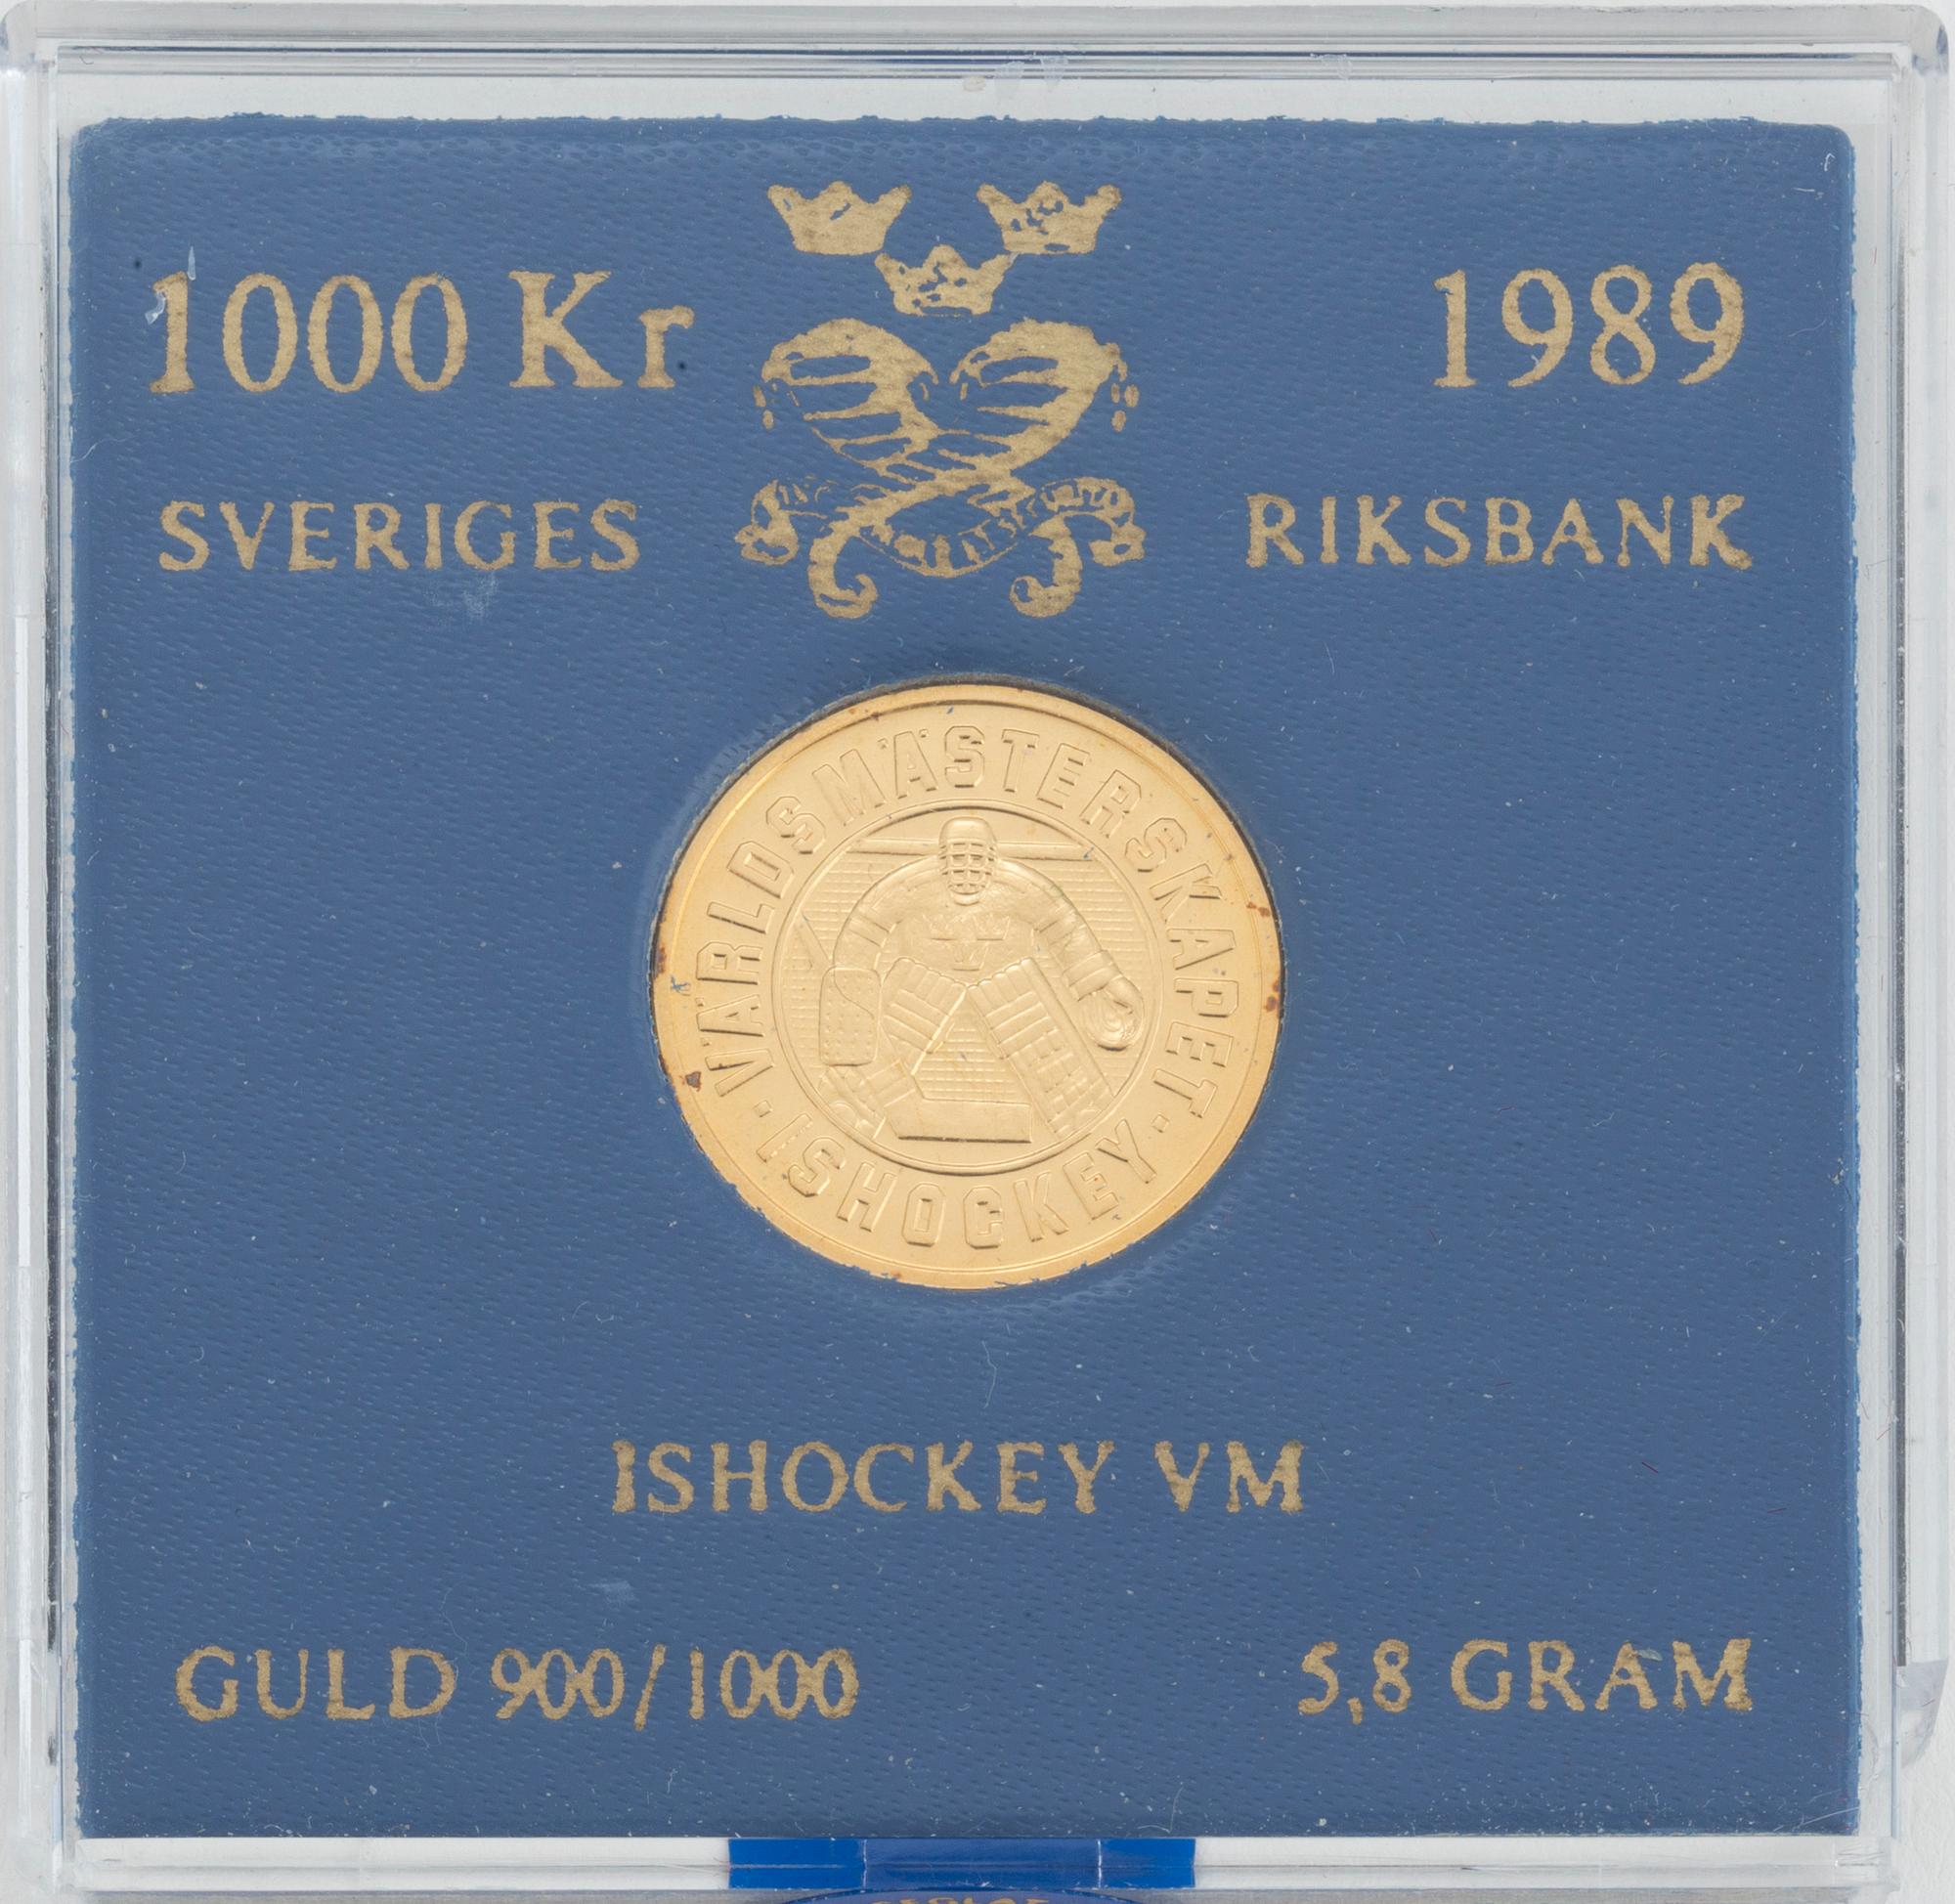 1000 Kr 1989
SVERIGES RIKSBANK
VÄRLDSMÄSTERSKAPET
· ISHOCKEY ·
ISHOCKEY VM
GULD 900/1000 5,8 GRAM